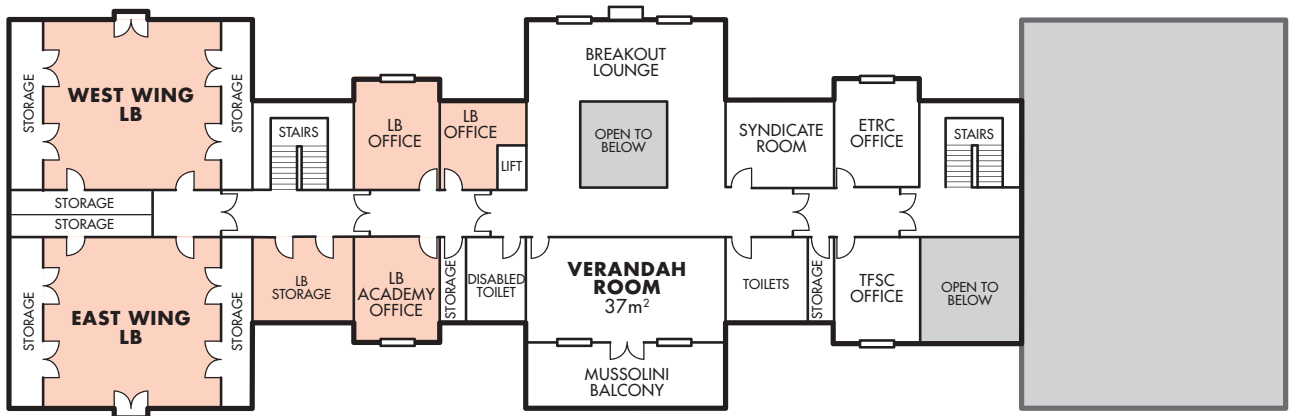 STORAGE
WEST WING
LB
STORAGE
STAIRS
LB
OFFICE
LB
OFFICE
LIFT
BREAKOUT
LOUNGE
OPEN TO
BELOW
SYNDICATE
ROOM
ETRC
OFFICE
STAIRS
STORAGE
STORAGE
STORAGE
EAST WING
LB
STORAGE
LB
STORAGE
LB
ACADEMY
OFFICE
STORAGE
DISABLED
TOILET
VERANDAH
ROOM
37m²
MUSSOLINI
BALCONY
TOILETS
STORAGE
TFSC
OFFICE
OPEN TO
BELOW